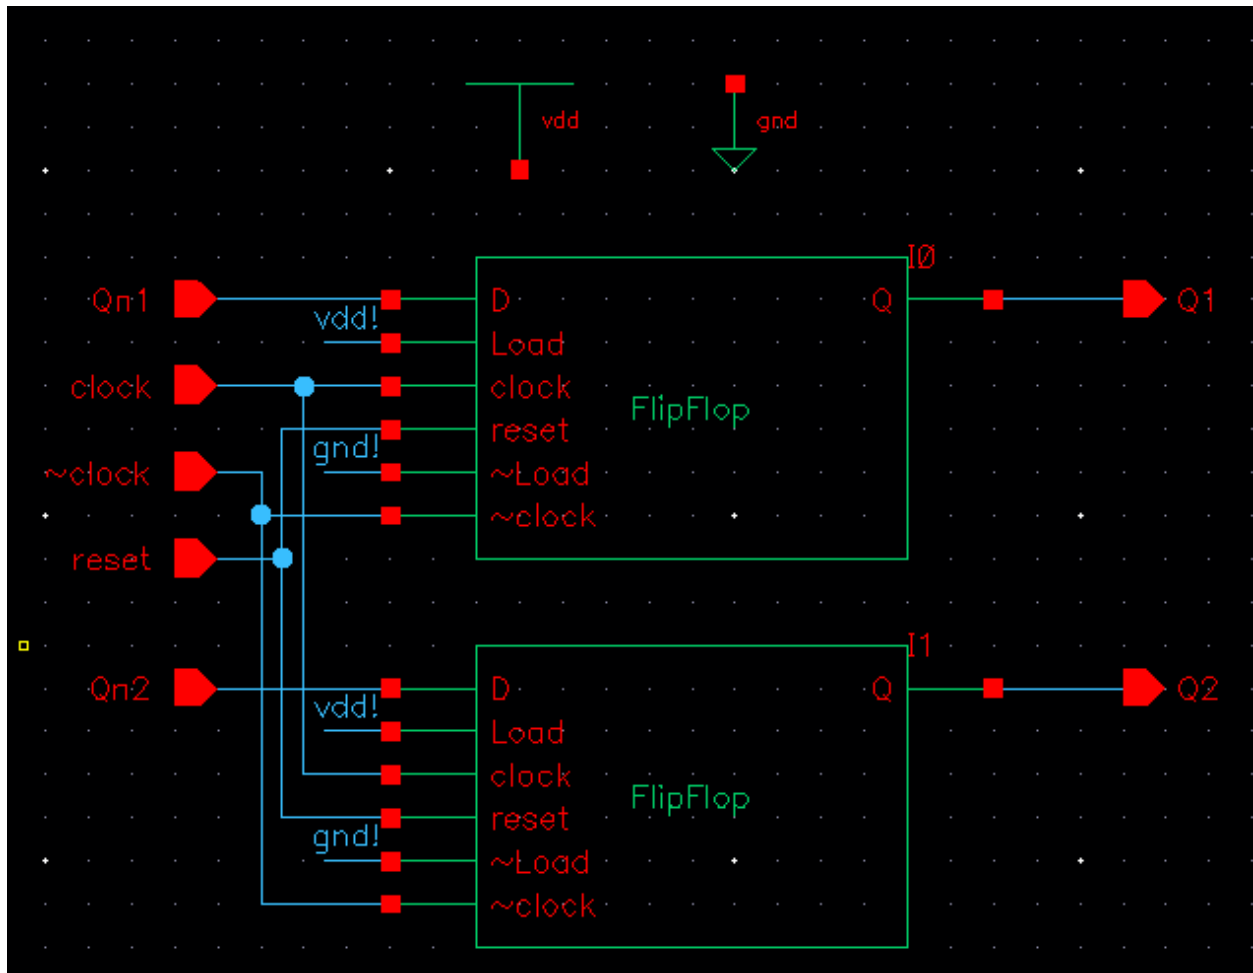 vdd
gnd
I0
Qn1
D
Q
Q1
vdd!
Load
clock
clock
FlipFlop
reset
gnd!
~clock
~Load
~clock
reset
I1
Qn2
D
Q
Q2
vdd!
Load
clock
FlipFlop
reset
gnd!
~Load
~clock